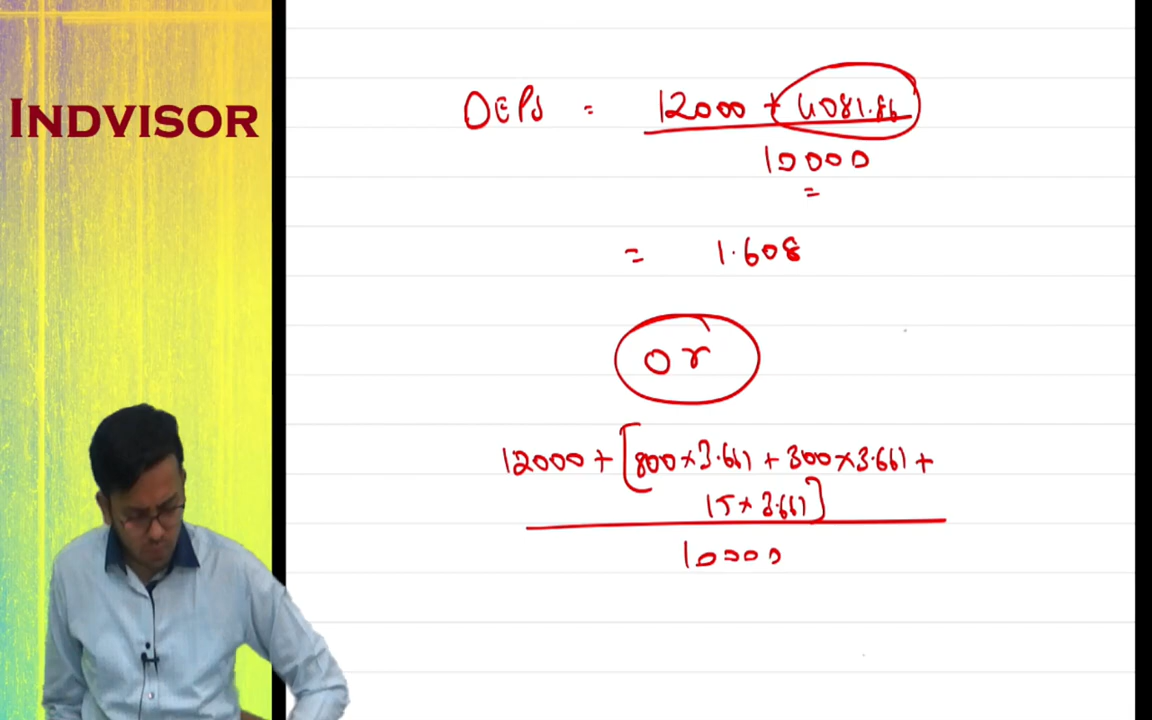 INDVISOR
DEPS = 12000 + 4081.86
10000
=
= 1.608
or
12000 + [800 × 3.661 + 300 × 3.661 +
15 × 3.661]
10000